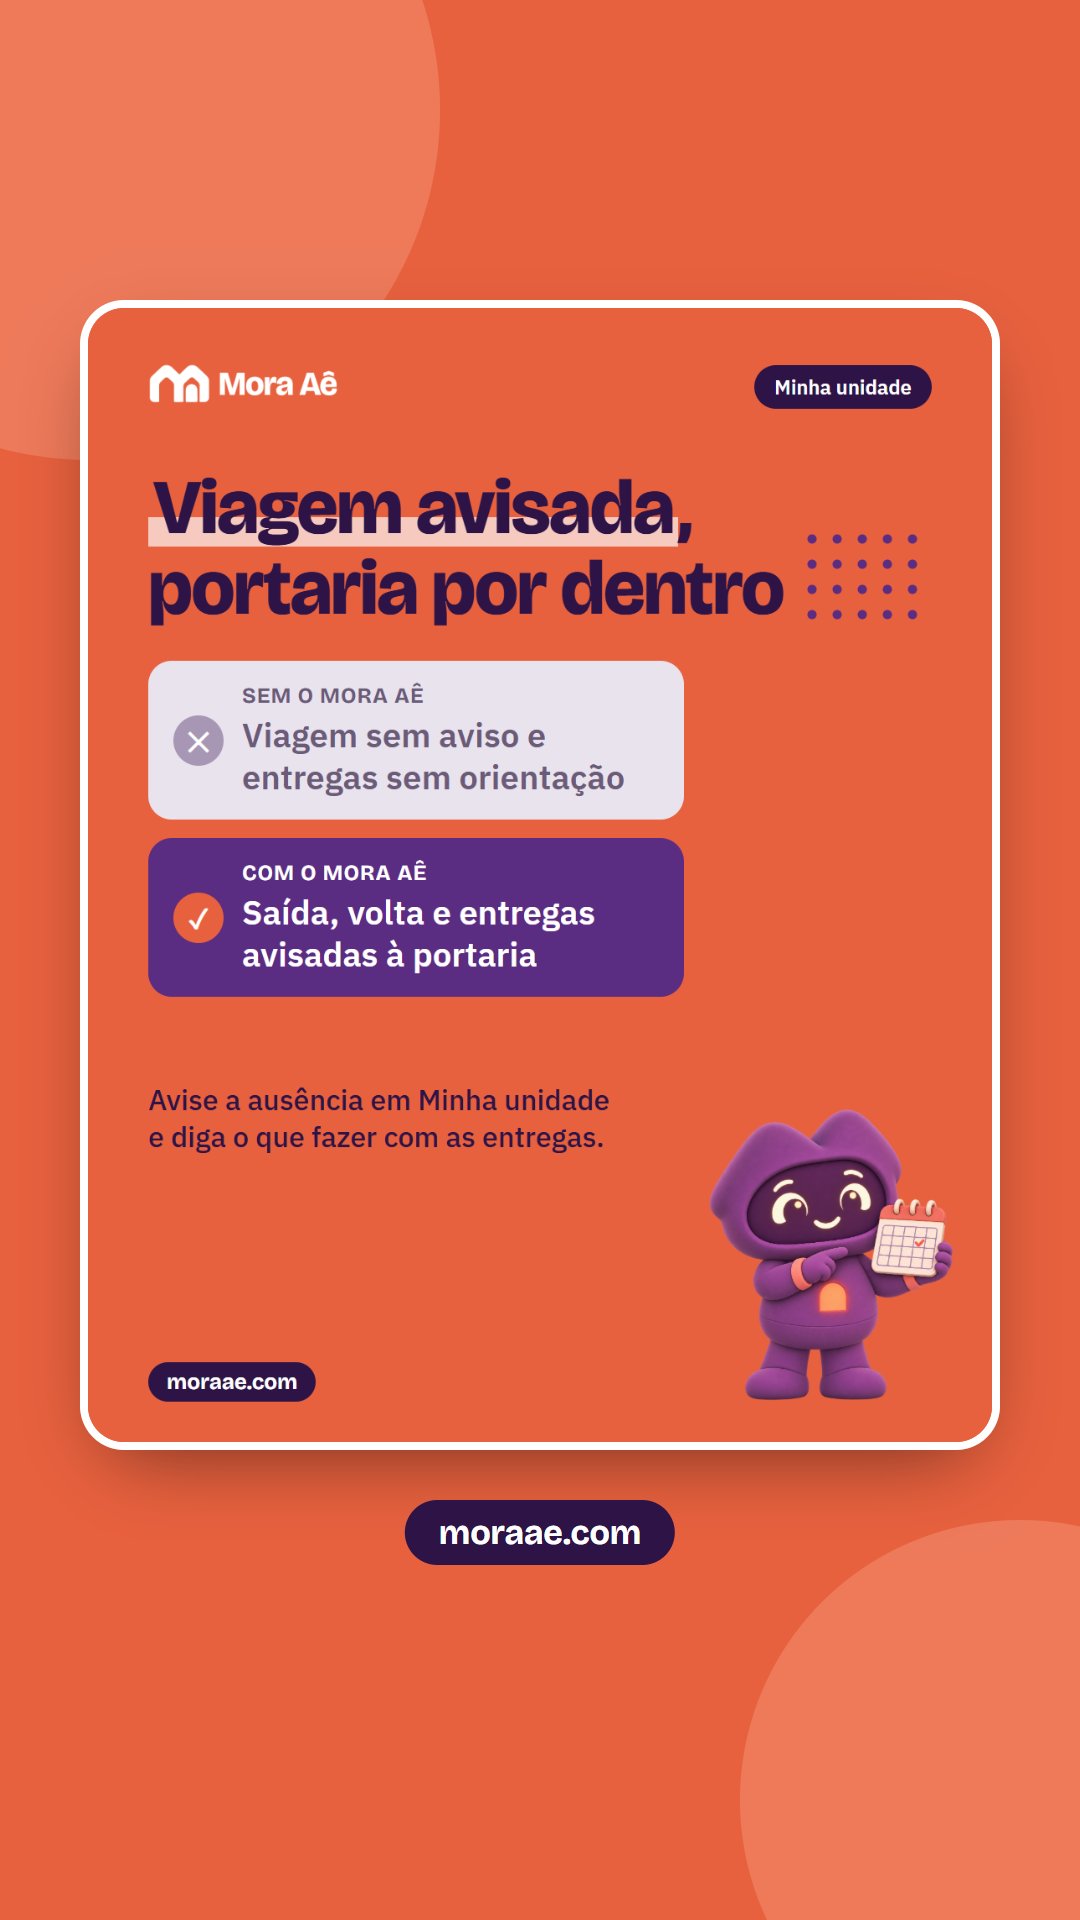 Mora Aê
Minha unidade
Viagem avisada,
portaria por dentro
SEM O MORA AÊ
Viagem sem aviso e
entregas sem orientação
COM O MORA AÊ
Saída, volta e entregas
avisadas à portaria
Avise a ausência em Minha unidade
e diga o que fazer com as entregas.
moraae.com
moraae.com